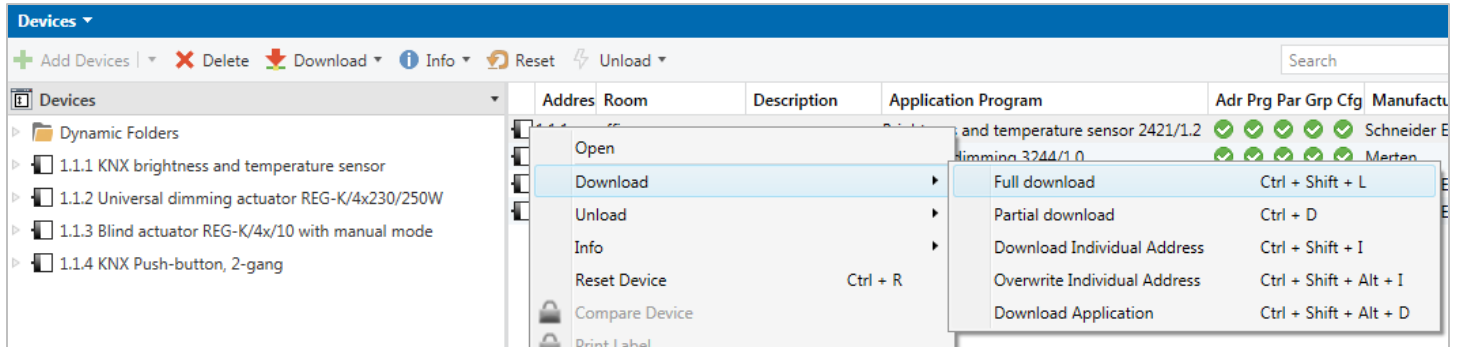 Devices
Add Devices Delete Download Info Reset Unload Search
Devices
Addres Room Description Application Program Adr Prg Par Grp Cfg Manufactu
Dynamic Folders
and temperature sensor 2421/1.2 Schneider E
1.1.1 KNX brightness and temperature sensor
Open
dimming 3244/1.0 Merten
1.1.2 Universal dimming actuator REG-K/4x230/250W
Download
Full download Ctrl + Shift + L
1.1.3 Blind actuator REG-K/4x/10 with manual mode
Unload
Partial download Ctrl + D
1.1.4 KNX Push-button, 2-gang
Info
Download Individual Address Ctrl + Shift + I
Reset Device Ctrl + R
Overwrite Individual Address Ctrl + Shift + Alt + I
Compare Device
Download Application Ctrl + Shift + Alt + D
Print Label